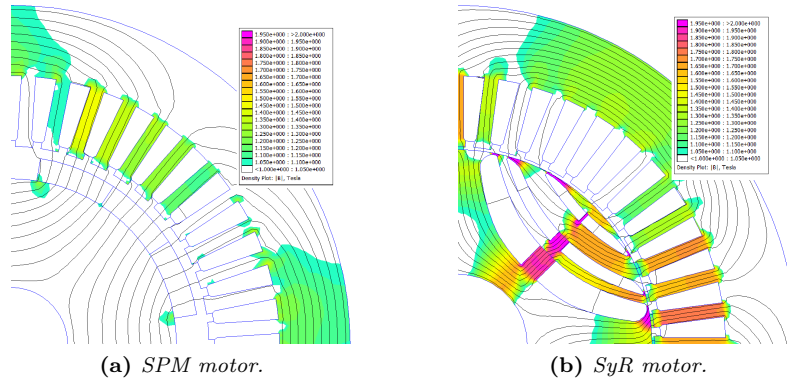 1.950e+000 : >2.000e+000
1.900e+000 : 1.950e+000
1.850e+000 : 1.900e+000
1.800e+000 : 1.850e+000
1.750e+000 : 1.800e+000
1.700e+000 : 1.750e+000
1.650e+000 : 1.700e+000
1.600e+000 : 1.650e+000
1.550e+000 : 1.600e+000
1.500e+000 : 1.550e+000
1.450e+000 : 1.500e+000
1.400e+000 : 1.450e+000
1.350e+000 : 1.400e+000
1.300e+000 : 1.350e+000
1.250e+000 : 1.300e+000
1.200e+000 : 1.250e+000
1.150e+000 : 1.200e+000
1.100e+000 : 1.150e+000
1.050e+000 : 1.100e+000
<1.000e+000 : 1.050e+000
Density Plot: |B|, Tesla
1.950e+000 : >2.000e+000
1.900e+000 : 1.950e+000
1.850e+000 : 1.900e+000
1.800e+000 : 1.850e+000
1.750e+000 : 1.800e+000
1.700e+000 : 1.750e+000
1.650e+000 : 1.700e+000
1.600e+000 : 1.650e+000
1.550e+000 : 1.600e+000
1.500e+000 : 1.550e+000
1.450e+000 : 1.500e+000
1.400e+000 : 1.450e+000
1.350e+000 : 1.400e+000
1.300e+000 : 1.350e+000
1.250e+000 : 1.300e+000
1.200e+000 : 1.250e+000
1.150e+000 : 1.200e+000
1.100e+000 : 1.150e+000
1.050e+000 : 1.100e+000
<1.000e+000 : 1.050e+000
Density Plot: |B|, Tesla
(a) SPM motor.
(b) SyR motor.